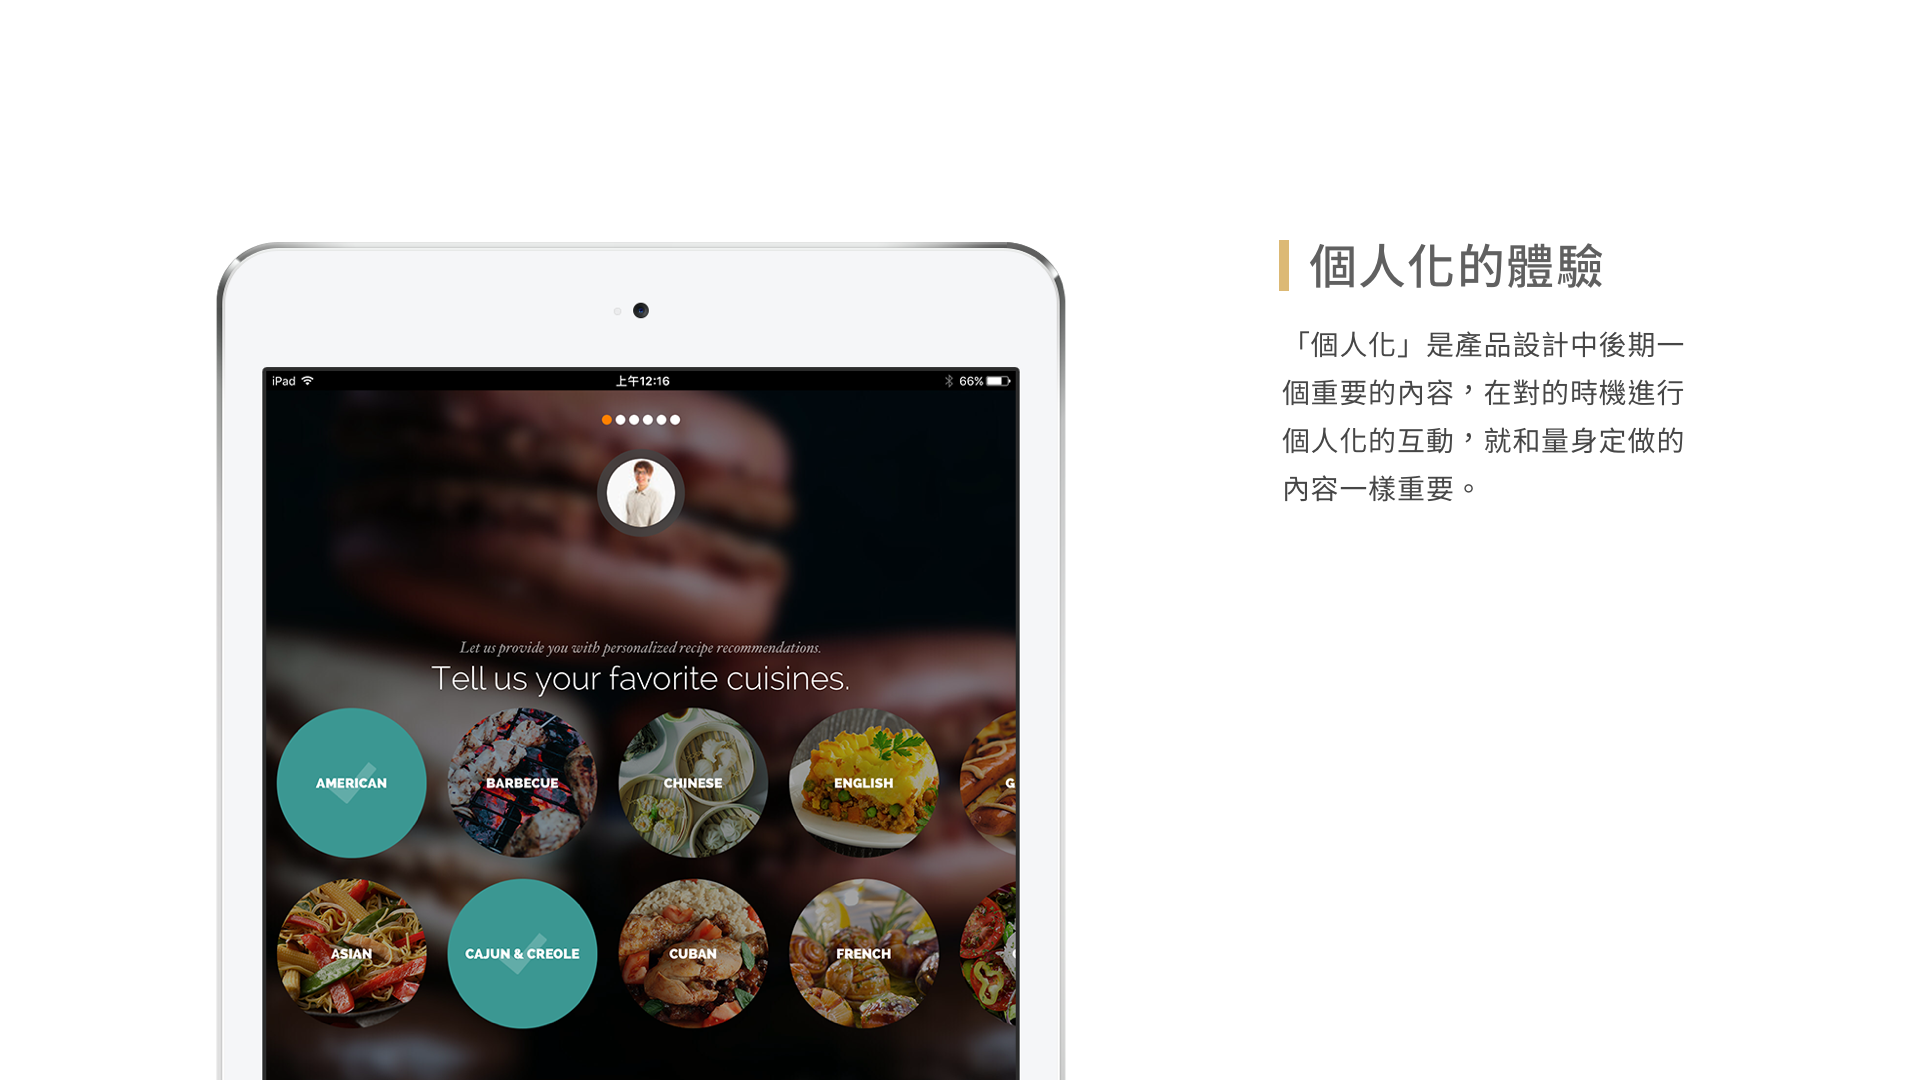 個人化的體驗
「個人化」是產品設計中後期一
個重要的內容，在對的時機進行
個人化的互動，就和量身定做的
內容一樣重要。
iPad 上午12:16 66%
Let us provide you with personalized recipe recommendations.
Tell us your favorite cuisines.
AMERICAN BARBECUE CHINESE ENGLISH G
ASIAN CAJUN & CREOLE CUBAN FRENCH